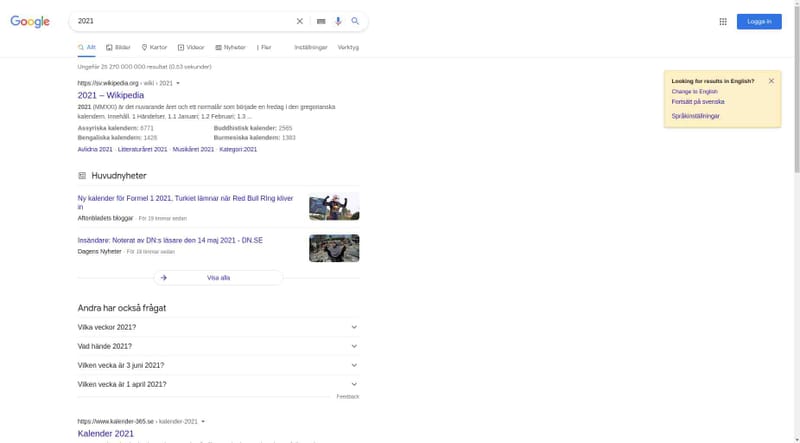 Google
2021
Logga in
Allt
Bilder
Kartor
Videor
Nyheter
Fler
Inställningar
Verktyg
Ungefär 25 270 000 000 resultat (0,63 sekunder)
https://sv.wikipedia.org › wiki › 2021
2021 – Wikipedia
2021 (MMXXI) är det nuvarande året och ett normalår som började en fredag i den gregorianska
kalendern. Innehåll. 1 Händelser. 1.1 Januari; 1.2 Februari; 1.3 ...
Assyriska kalendern: 6771
Buddhistisk kalender: 2565
Bengaliska kalendern: 1428
Burmesiska kalendern: 1383
Avlidna 2021 · Litteraturåret 2021 · Musikåret 2021 · Kategori:2021
Looking for results in English?
Change to English
Fortsätt på svenska
Språkinställningar
Huvudnyheter
Ny kalender för Formel 1 2021, Turkiet lämnar när Red Bull RIng kliver
in
Aftonbladets bloggar · För 19 timmar sedan
Insändare: Noterat av DN:s läsare den 14 maj 2021 - DN.SE
Dagens Nyheter · För 18 timmar sedan
Visa alla
Andra har också frågat
Vilka veckor 2021?
Vad hände 2021?
Vilken vecka är 3 juni 2021?
Vilken vecka är 1 april 2021?
Feedback
https://www.kalender-365.se › kalender-2021
Kalender 2021